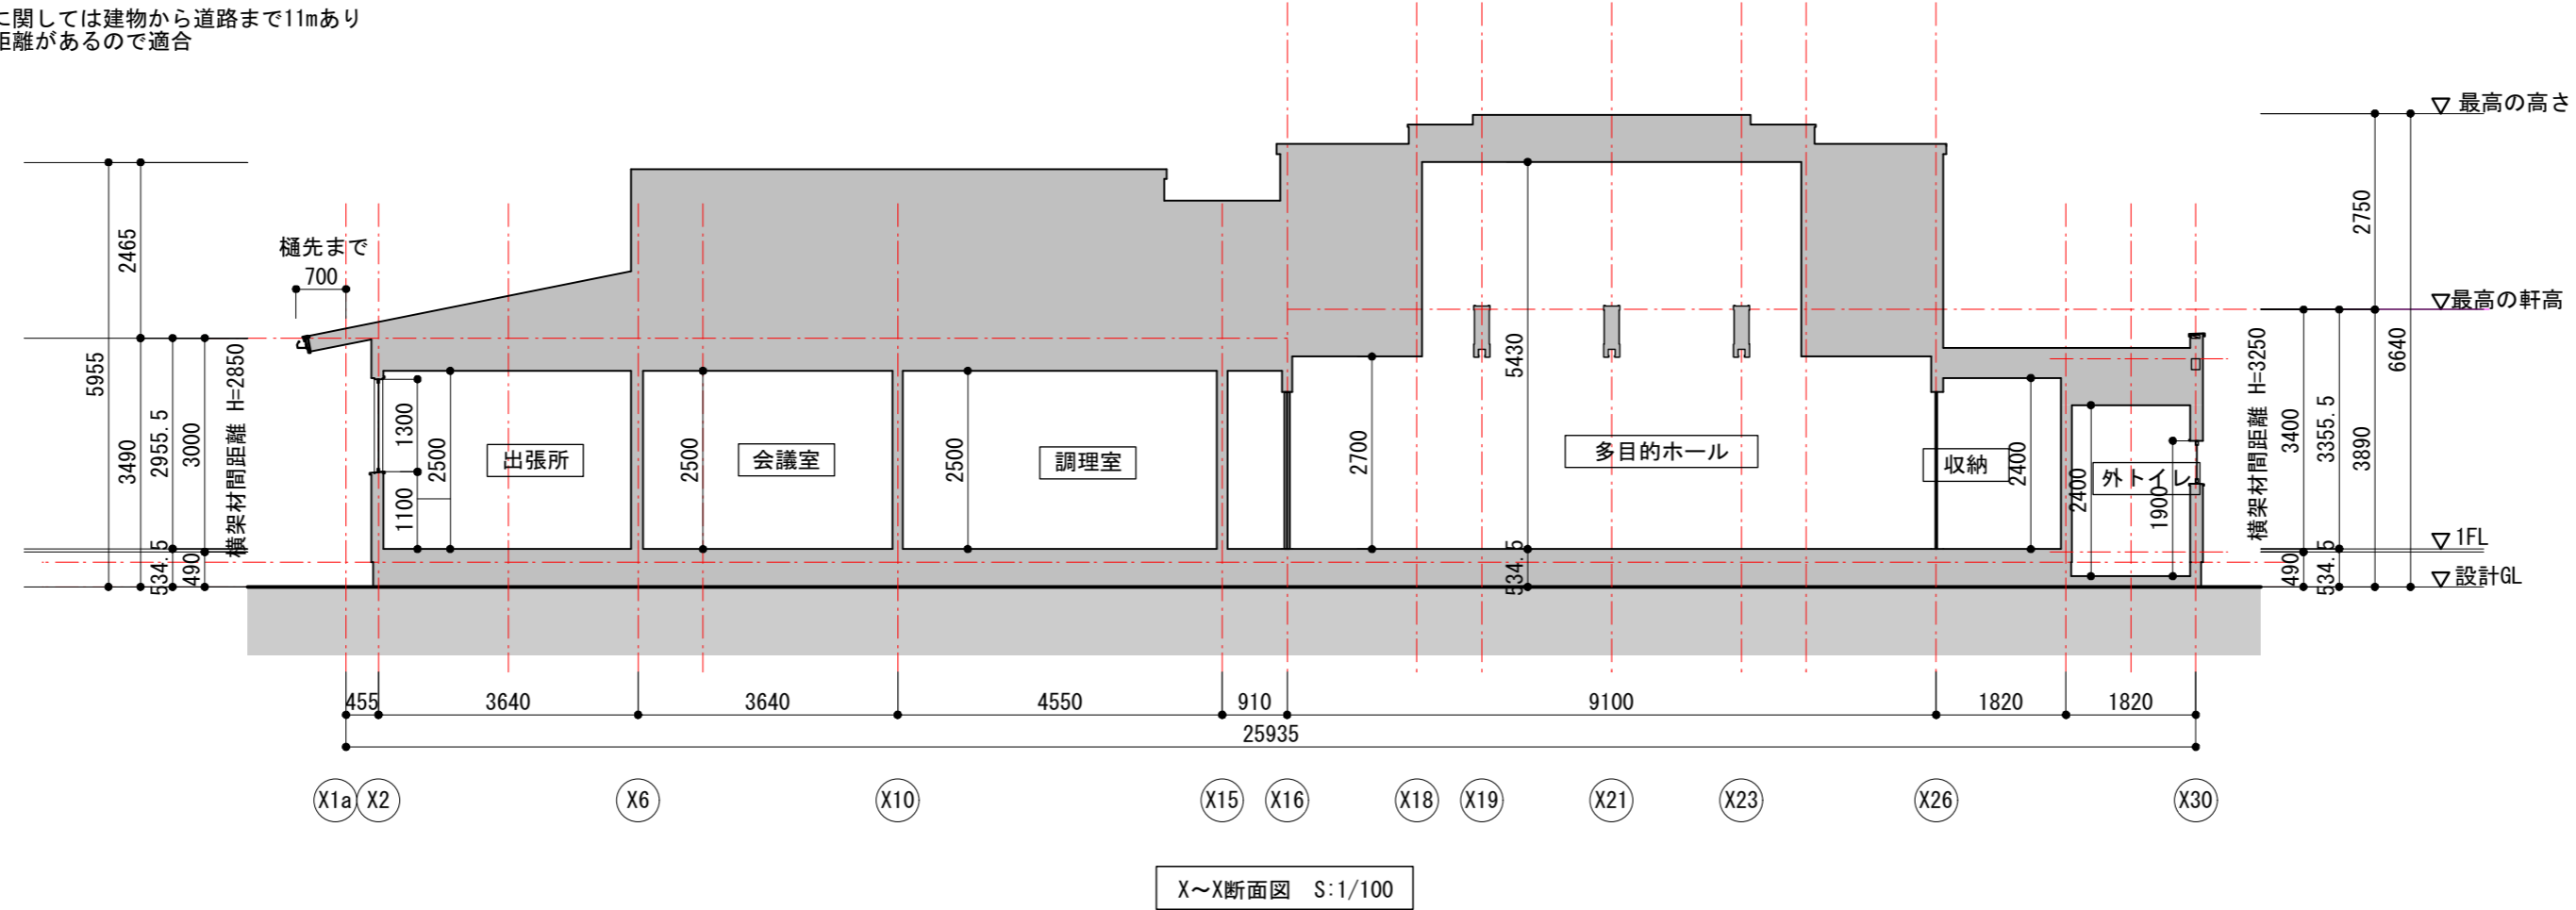 に関しては建物から道路まで11mあり
距離があるので適合
▽ 最高の高さ
▽最高の軒高
▽ 1FL
▽ 設計GL
樋先まで
700
5955
2465
3490
2955.5
534.5
3000
490
横架材間距離 H=2850
1300
1100
2500
出張所
2500
会議室
2500
調理室
2700
5430
534.5
多目的ホール
収納
2400
2400
外トイレ
1900
横架材間距離 H=3250
3400
490
3355.5
534.5
2750
3890
6640
455
3640
3640
4550
910
9100
1820
1820
25935
X1a
X2
X6
X10
X15
X16
X18
X19
X21
X23
X26
X30
X～X断面図 S:1/100